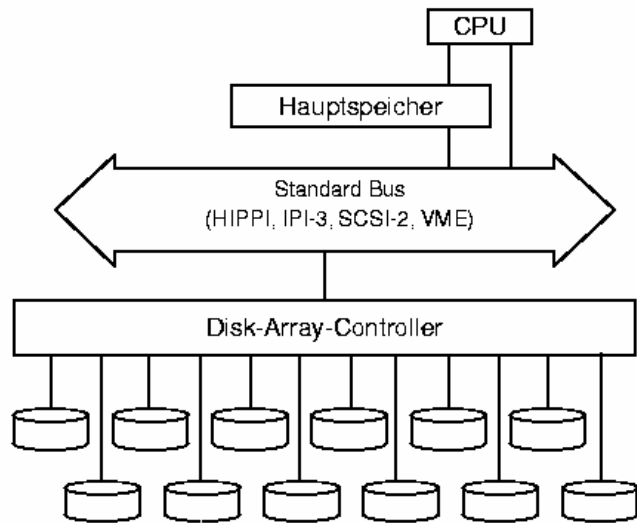 CPU
Hauptspeicher
Standard Bus
(HIPPI, IPI-3, SCSI-2, VME)
Disk-Array-Controller